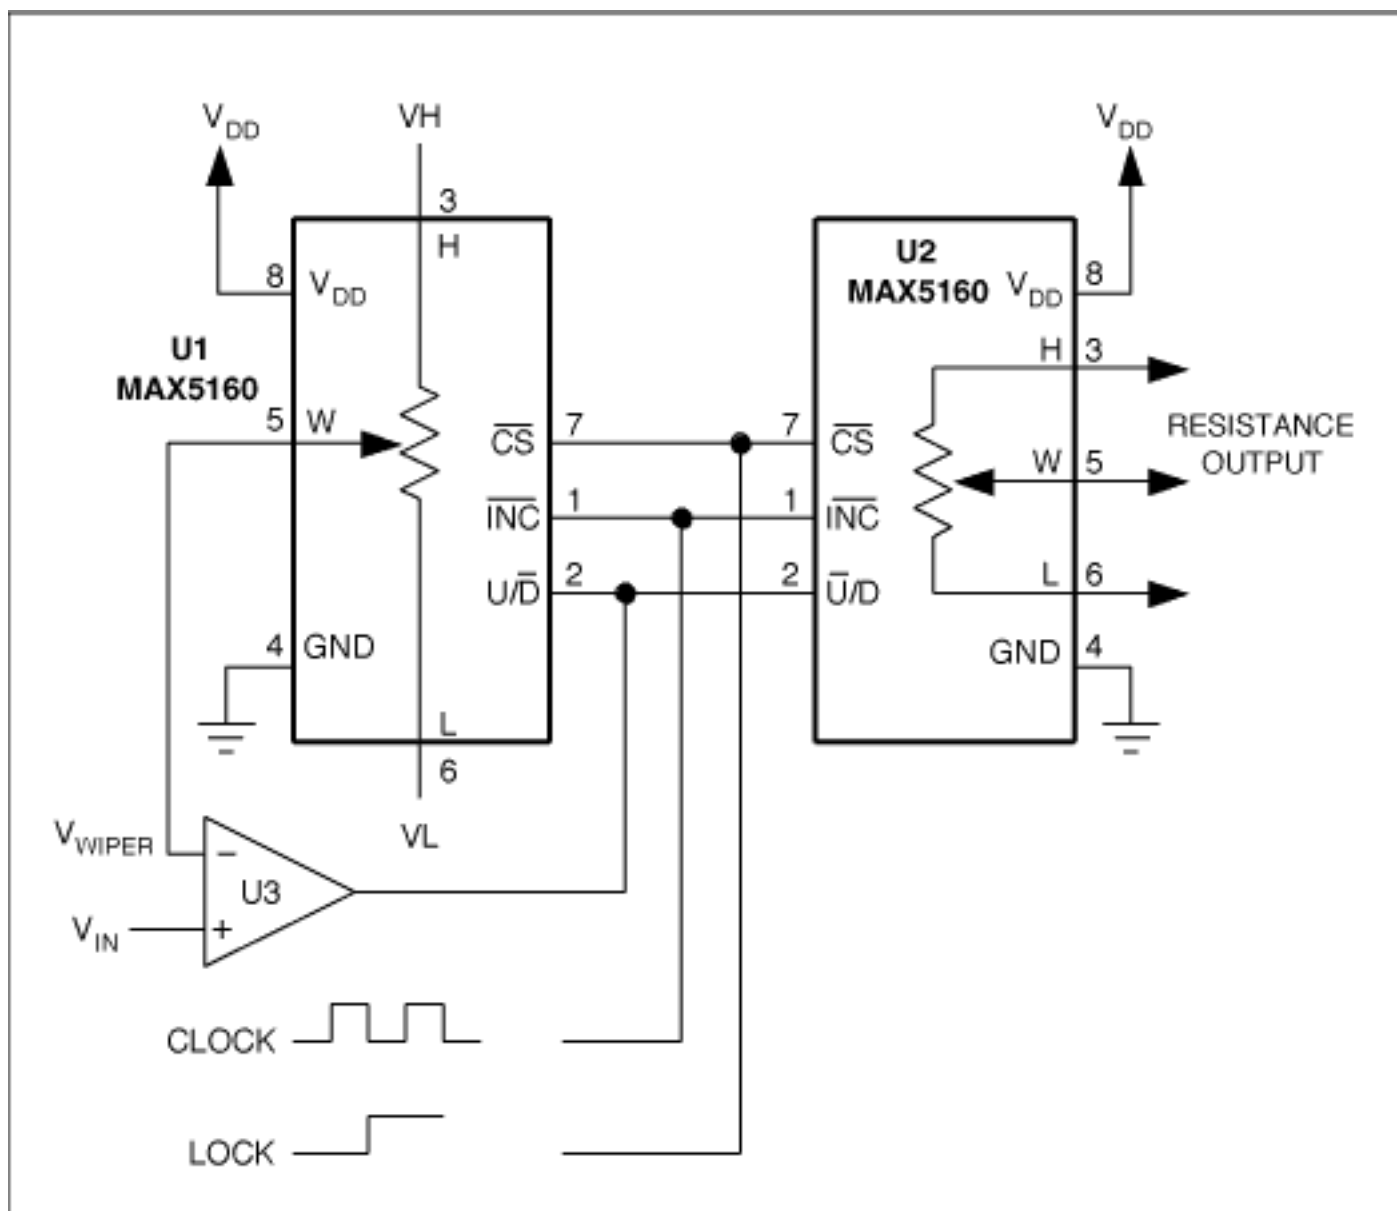 VDD
VH
VDD
3
H
U2
MAX5160
8
VDD
VDD
8
U1
MAX5160
H
3
5
W
CS̅
7
7
CS̅
RESISTANCE
OUTPUT
W
5
INC̅
1
1
INC̅
U/D̅
2
2
U̅/D
L
6
4
GND
GND
4
L
6
VWIPER
VL
−
U3
VIN
+
CLOCK
LOCK